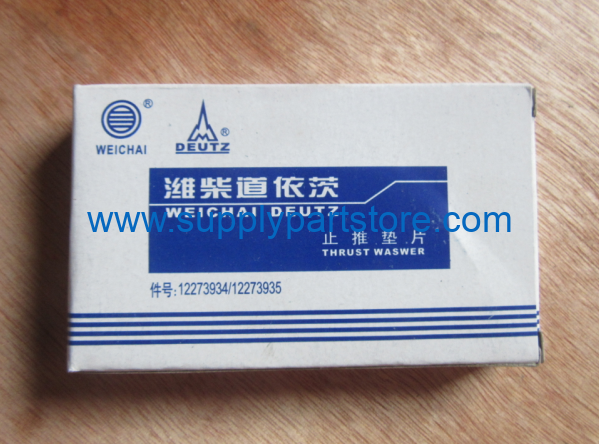 WEICHAI ®
DEUTZ ®
潍柴道依茨
WEICHAI DEUTZ
www.supplypartstore.com
止推垫片
THRUST WASWER
件号:12273934/12273935